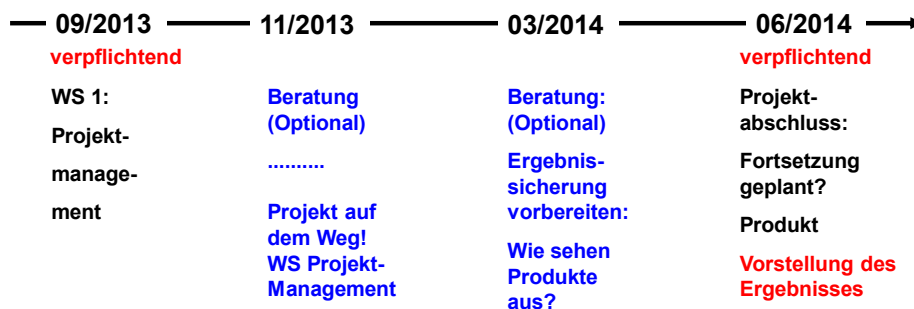 09/2013
verpflichtend
WS 1:
Projekt-
manage-
ment
11/2013
Beratung
(Optional)
..........
Projekt auf
dem Weg!
WS Projekt-
Management
03/2014
Beratung:
(Optional)
Ergebnis-
sicherung
vorbereiten:
Wie sehen
Produkte
aus?
06/2014
verpflichtend
Projekt-
abschluss:
Fortsetzung
geplant?
Produkt
Vorstellung des
Ergebnisses